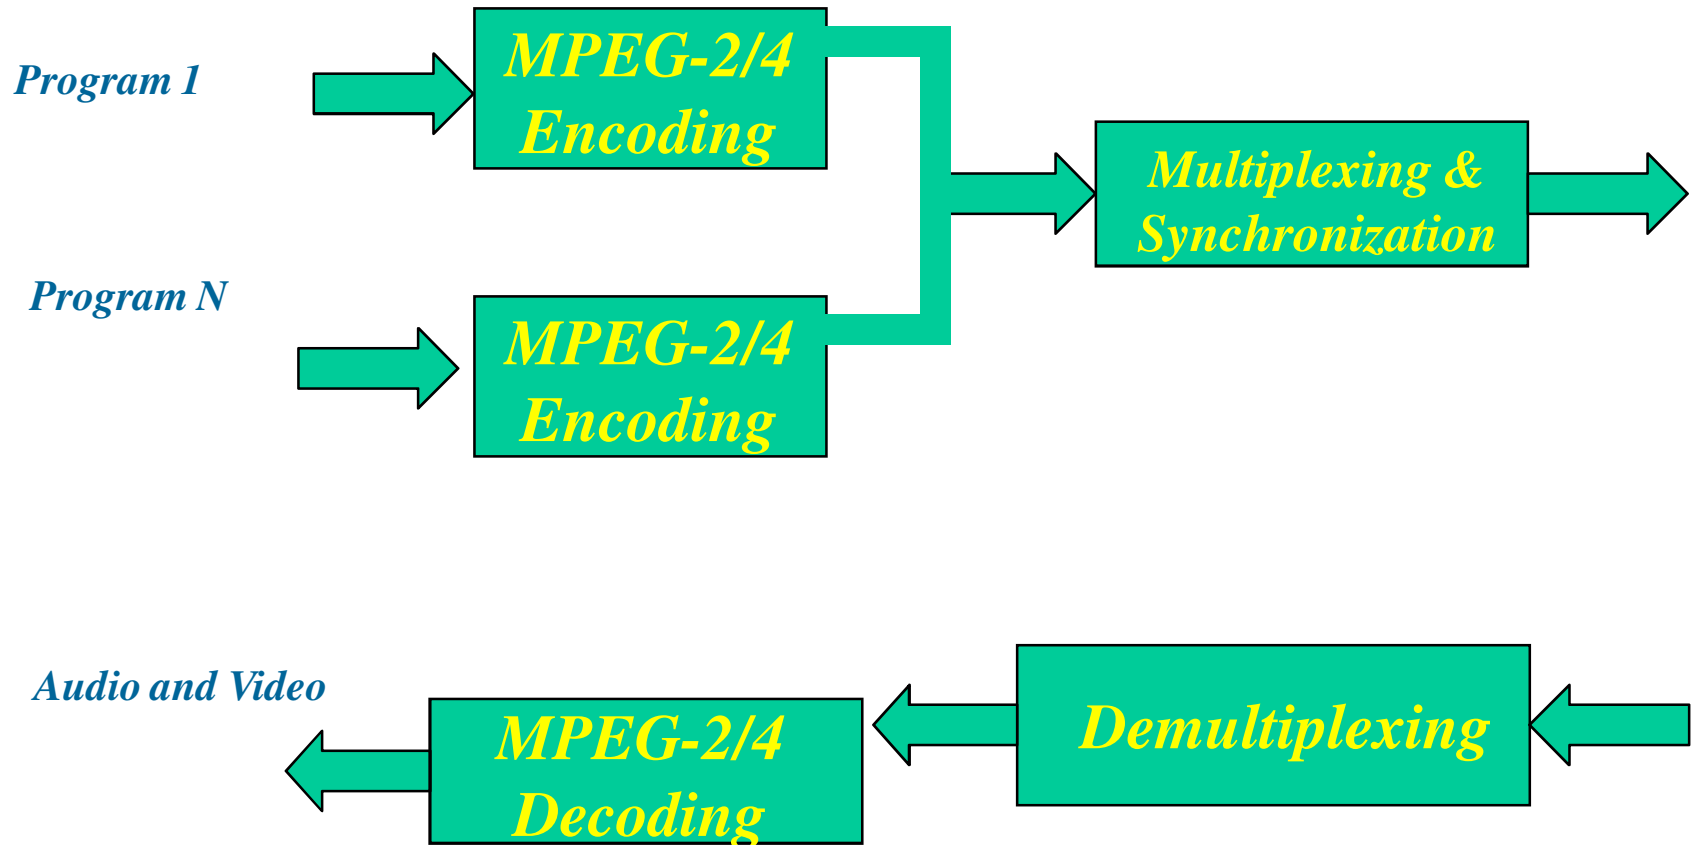 Program 1
MPEG-2/4
Encoding
Multiplexing &
Synchronization
Program N
MPEG-2/4
Encoding
Audio and Video
MPEG-2/4
Decoding
Demultiplexing